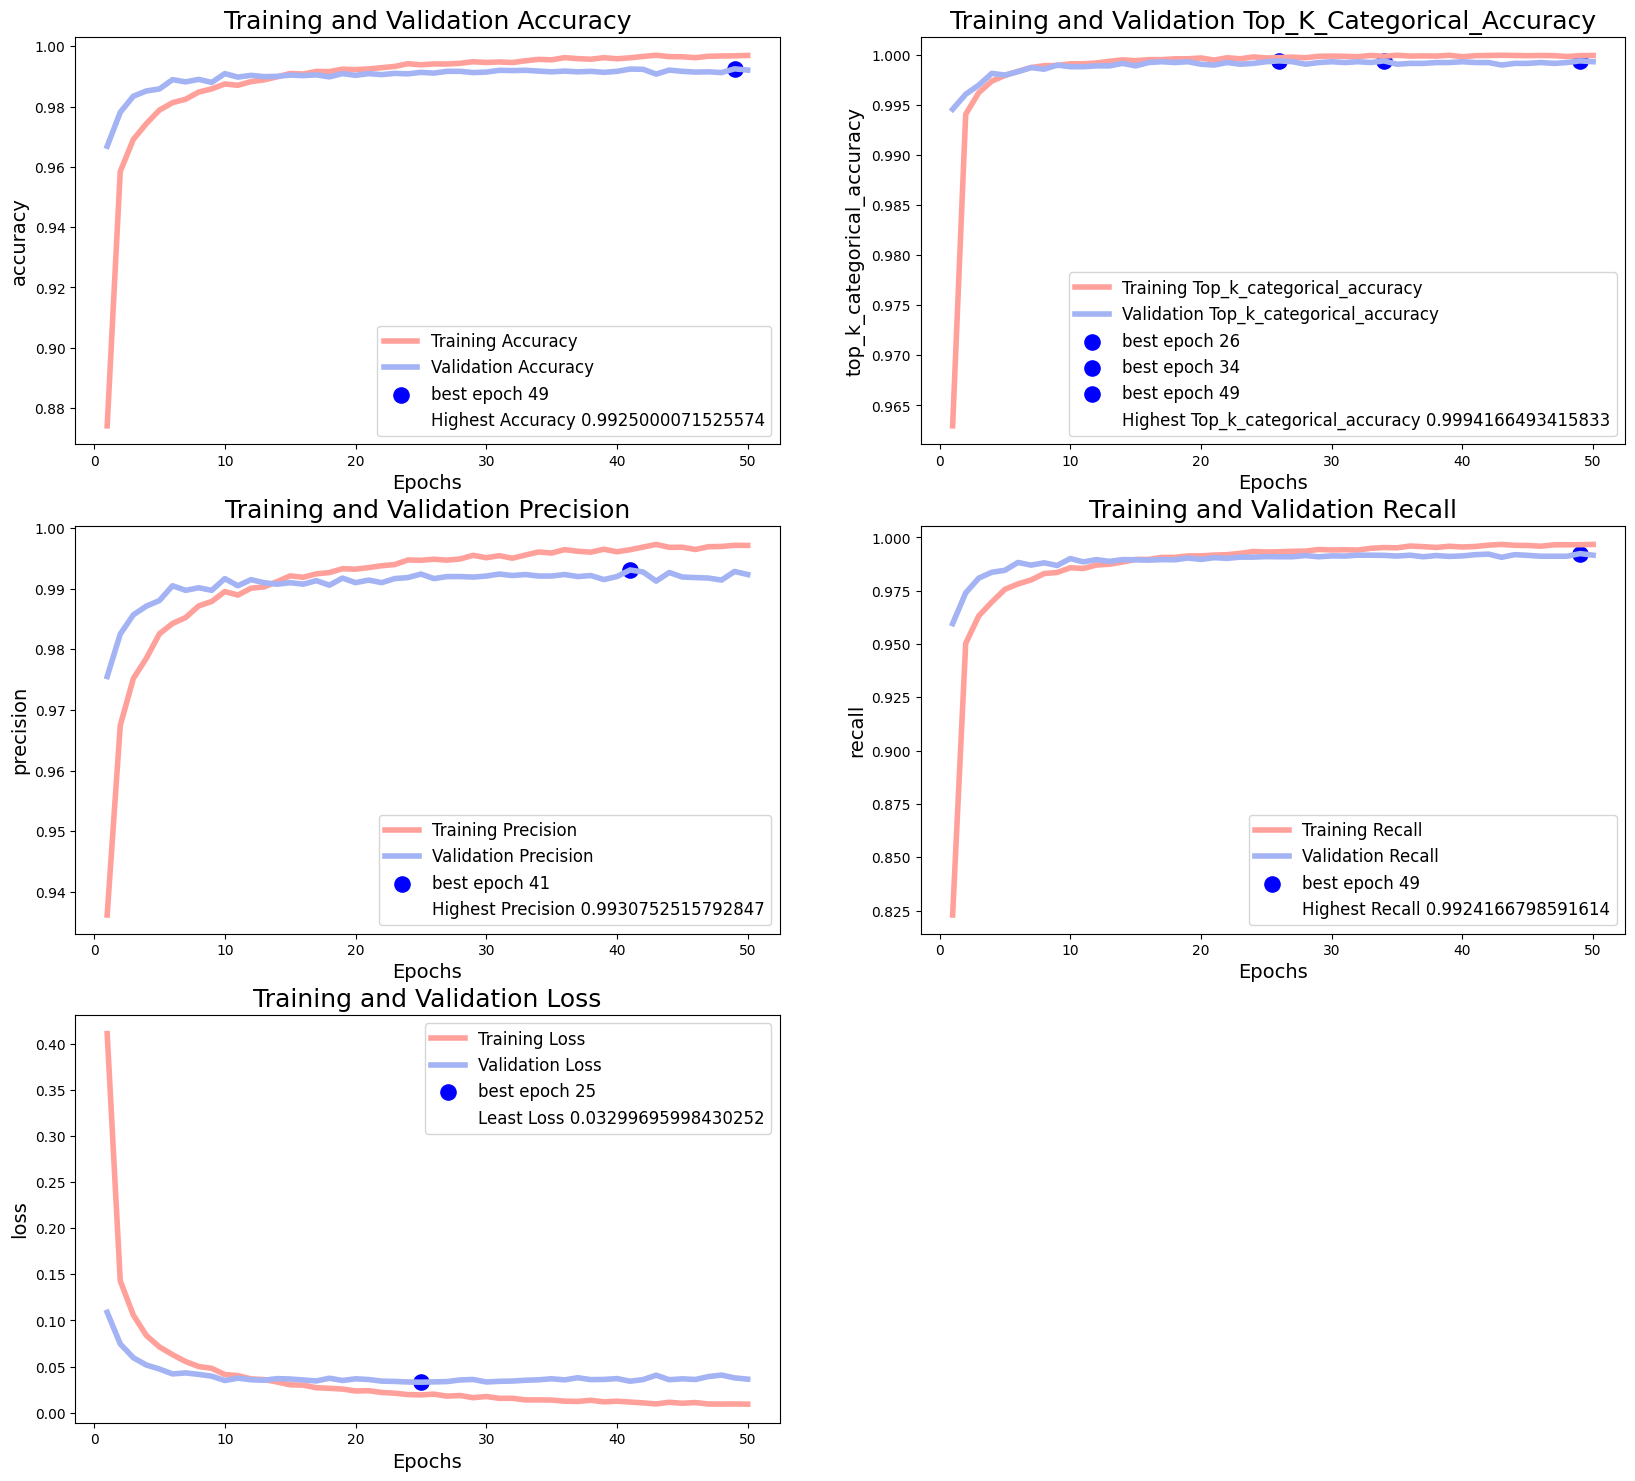 Training and Validation Accuracy
accuracy
1.00
0.98
0.96
0.94
0.92
0.90
0.88
Training Accuracy
Validation Accuracy
best epoch 49
Highest Accuracy 0.9925000071525574
0 10 20 30 40 50
Epochs
Training and Validation Top_K_Categorical_Accuracy
top_k_categorical_accuracy
1.000
0.995
0.990
0.985
0.980
0.975
0.970
0.965
Training Top_k_categorical_accuracy
Validation Top_k_categorical_accuracy
best epoch 26
best epoch 34
best epoch 49
Highest Top_k_categorical_accuracy 0.9994166493415833
0 10 20 30 40 50
Epochs
Training and Validation Precision
precision
1.00
0.99
0.98
0.97
0.96
0.95
0.94
Training Precision
Validation Precision
best epoch 41
Highest Precision 0.9930752515792847
0 10 20 30 40 50
Epochs
Training and Validation Recall
recall
1.000
0.975
0.950
0.925
0.900
0.875
0.850
0.825
Training Recall
Validation Recall
best epoch 49
Highest Recall 0.9924166798591614
0 10 20 30 40 50
Epochs
Training and Validation Loss
loss
0.40
0.35
0.30
0.25
0.20
0.15
0.10
0.05
0.00
Training Loss
Validation Loss
best epoch 25
Least Loss 0.03299695998430252
0 10 20 30 40 50
Epochs